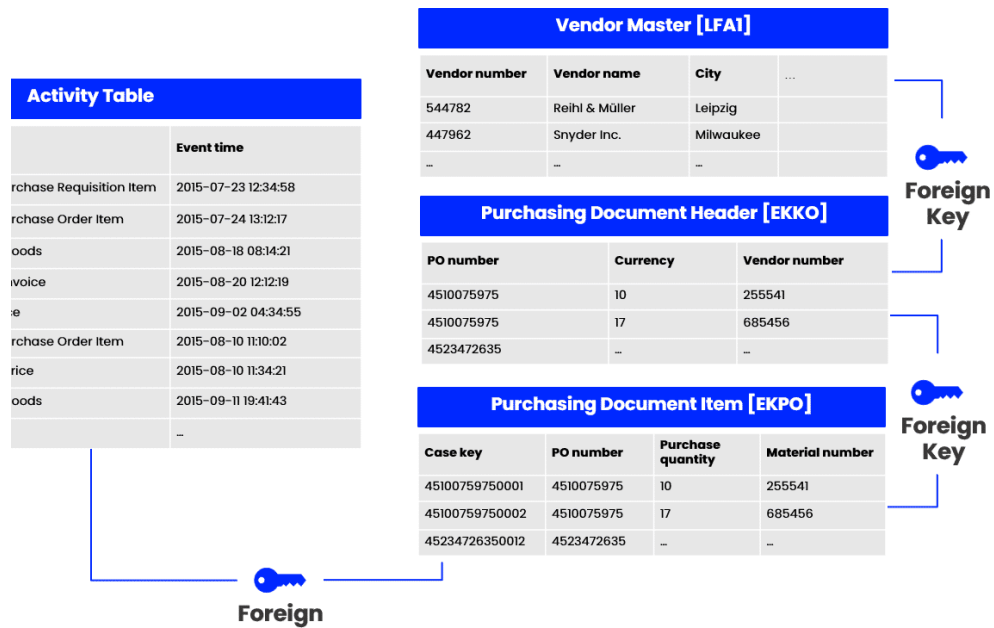 Vendor Master [LFA1]
Vendor number Vendor name City ...
544782 Reihl & Müller Leipzig
447962 Snyder Inc. Milwaukee
... ... ...
Activity Table
Event time
rchase Requisition Item 2015-07-23 12:34:58
rchase Order Item 2015-07-24 13:12:17
oods 2015-08-18 08:14:21
voice 2015-08-20 12:12:19
e 2015-09-02 04:34:55
rchase Order Item 2015-08-10 11:10:02
rice 2015-08-10 11:34:21
oods 2015-09-11 19:41:43
...
Foreign
Key
Purchasing Document Header [EKKO]
PO number Currency Vendor number
4510075975 10 255541
4510075975 17 685456
4523472635 ... ...
Foreign
Key
Purchasing Document Item [EKPO]
Case key PO number Purchase quantity Material number
45100759750001 4510075975 10 255541
45100759750002 4510075975 17 685456
45234726350012 4523472635 ... ...
Foreign